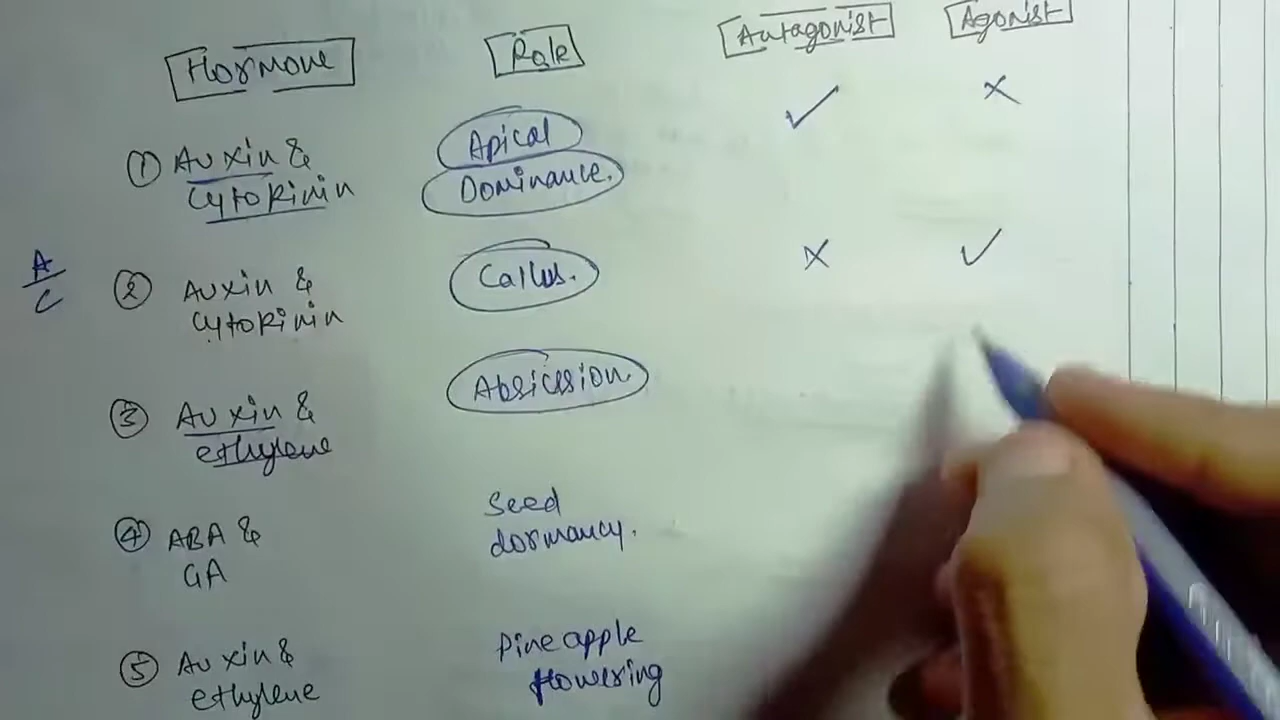 Hormone Role Antagonist Agonist
① Auxin & Cytokinin Apical Dominance. ✓ ✗
A/C
② Auxin & Cytokinin Callus. ✗ ✓
③ Auxin & ethylene Absicssion.
④ ABA & GA Seed dormancy.
⑤ Auxin & ethylene Pineapple flowering